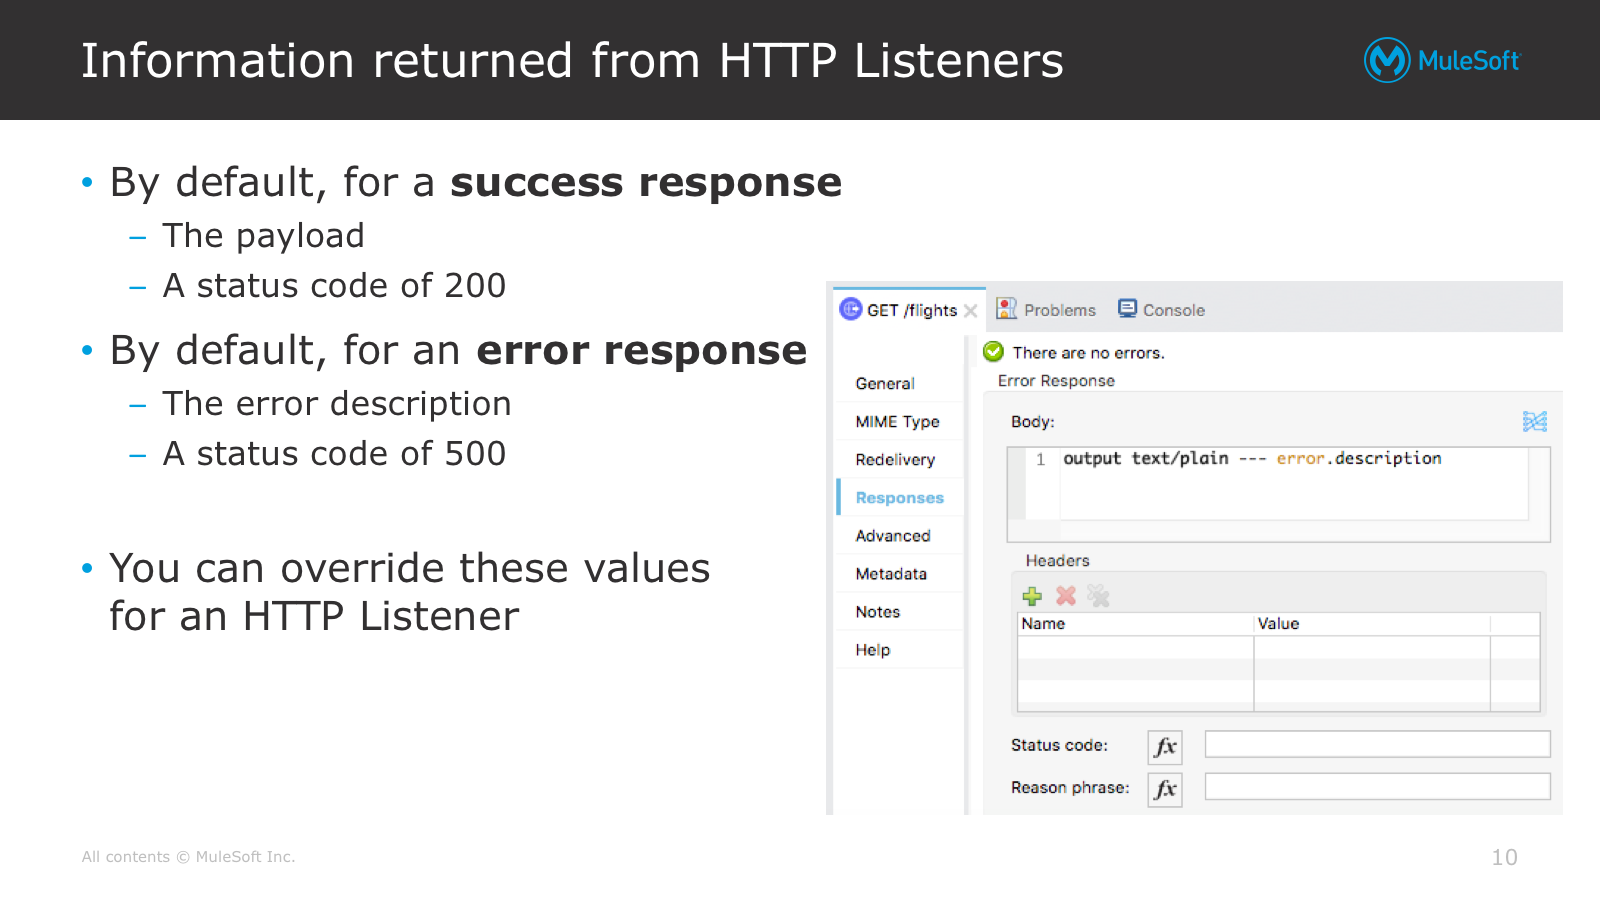 Information returned from HTTP Listeners
MuleSoft
• By default, for a success response
– The payload
– A status code of 200
• By default, for an error response
– The error description
– A status code of 500
• You can override these values
for an HTTP Listener
GET /flights
Problems
Console
There are no errors.
General
MIME Type
Redelivery
Responses
Advanced
Metadata
Notes
Help
Error Response
Body:
1 output text/plain --- error.description
Headers
Name Value
Status code: fx
Reason phrase: fx
All contents © MuleSoft Inc.
10